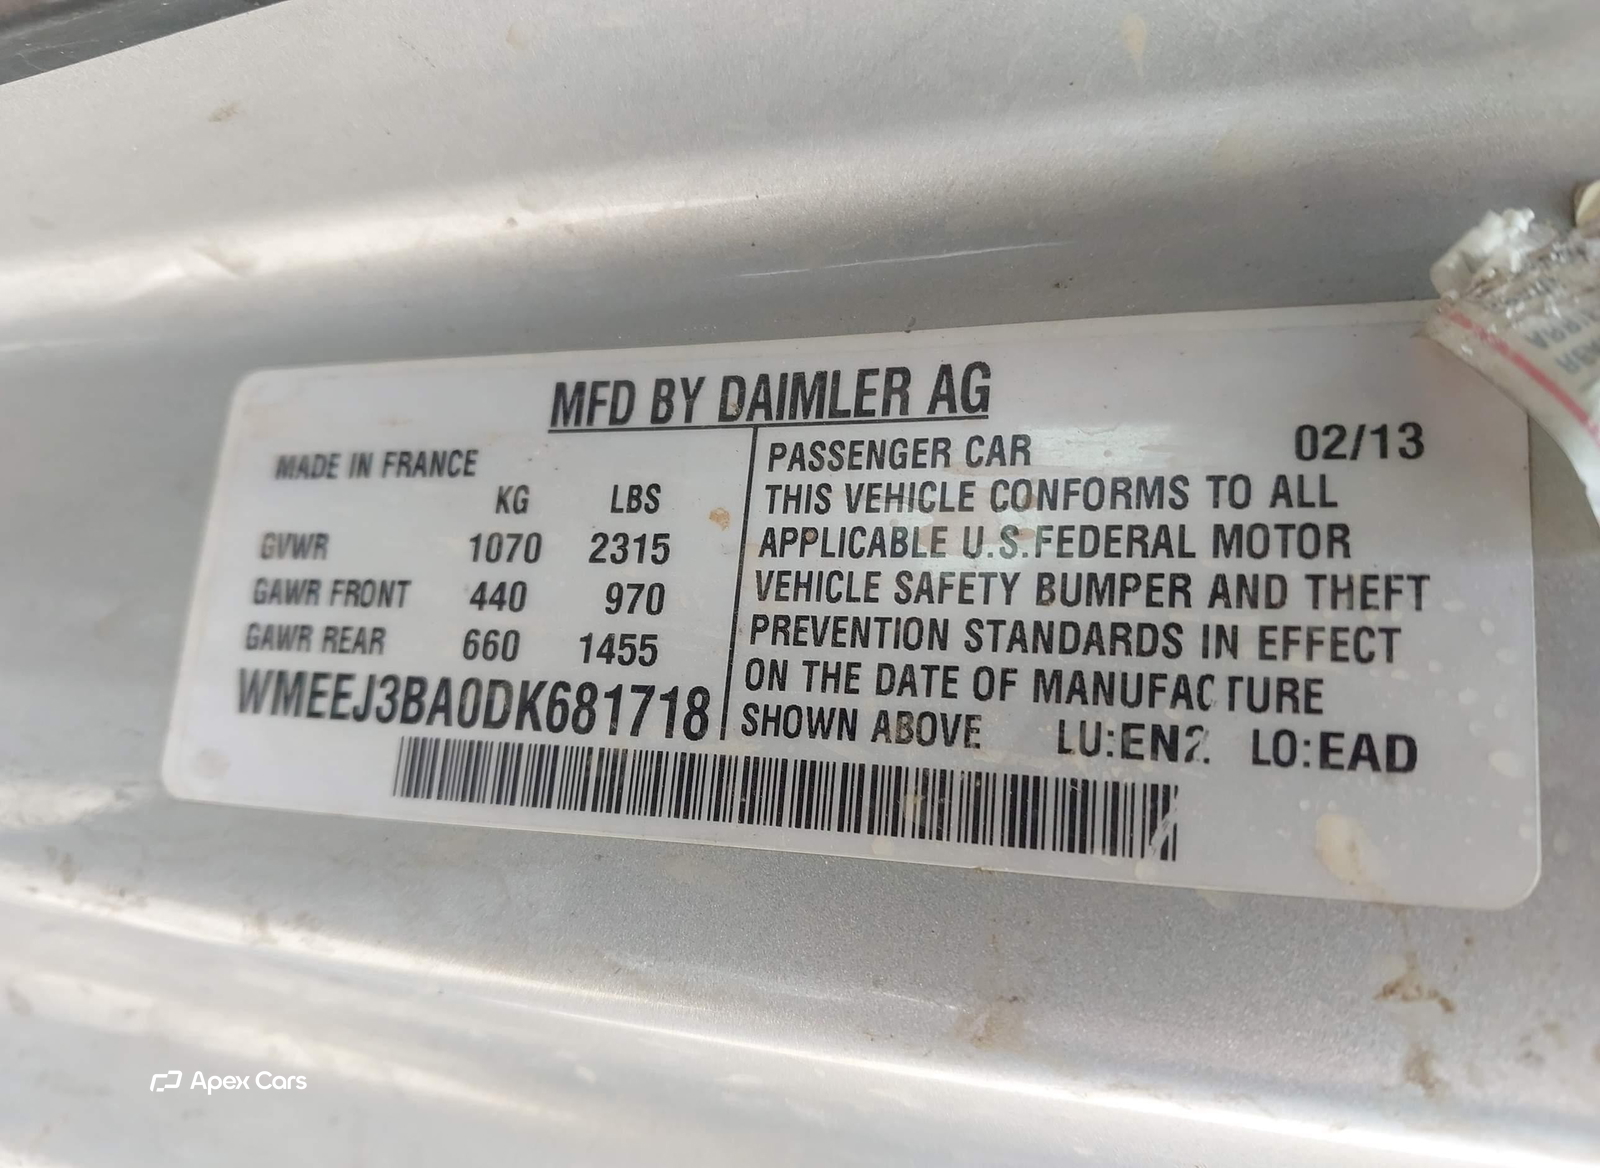 MFD BY DAIMLER AG
MADE IN FRANCE
KG LBS
GVWR 1070 2315
GAWR FRONT 440 970
GAWR REAR 660 1455
WMEEJ3BA0DK681718
PASSENGER CAR 02/13
THIS VEHICLE CONFORMS TO ALL
APPLICABLE U.S.FEDERAL MOTOR
VEHICLE SAFETY BUMPER AND THEFT
PREVENTION STANDARDS IN EFFECT
ON THE DATE OF MANUFACTURE
SHOWN ABOVE LU:EN2 LO:EAD
Apex Cars